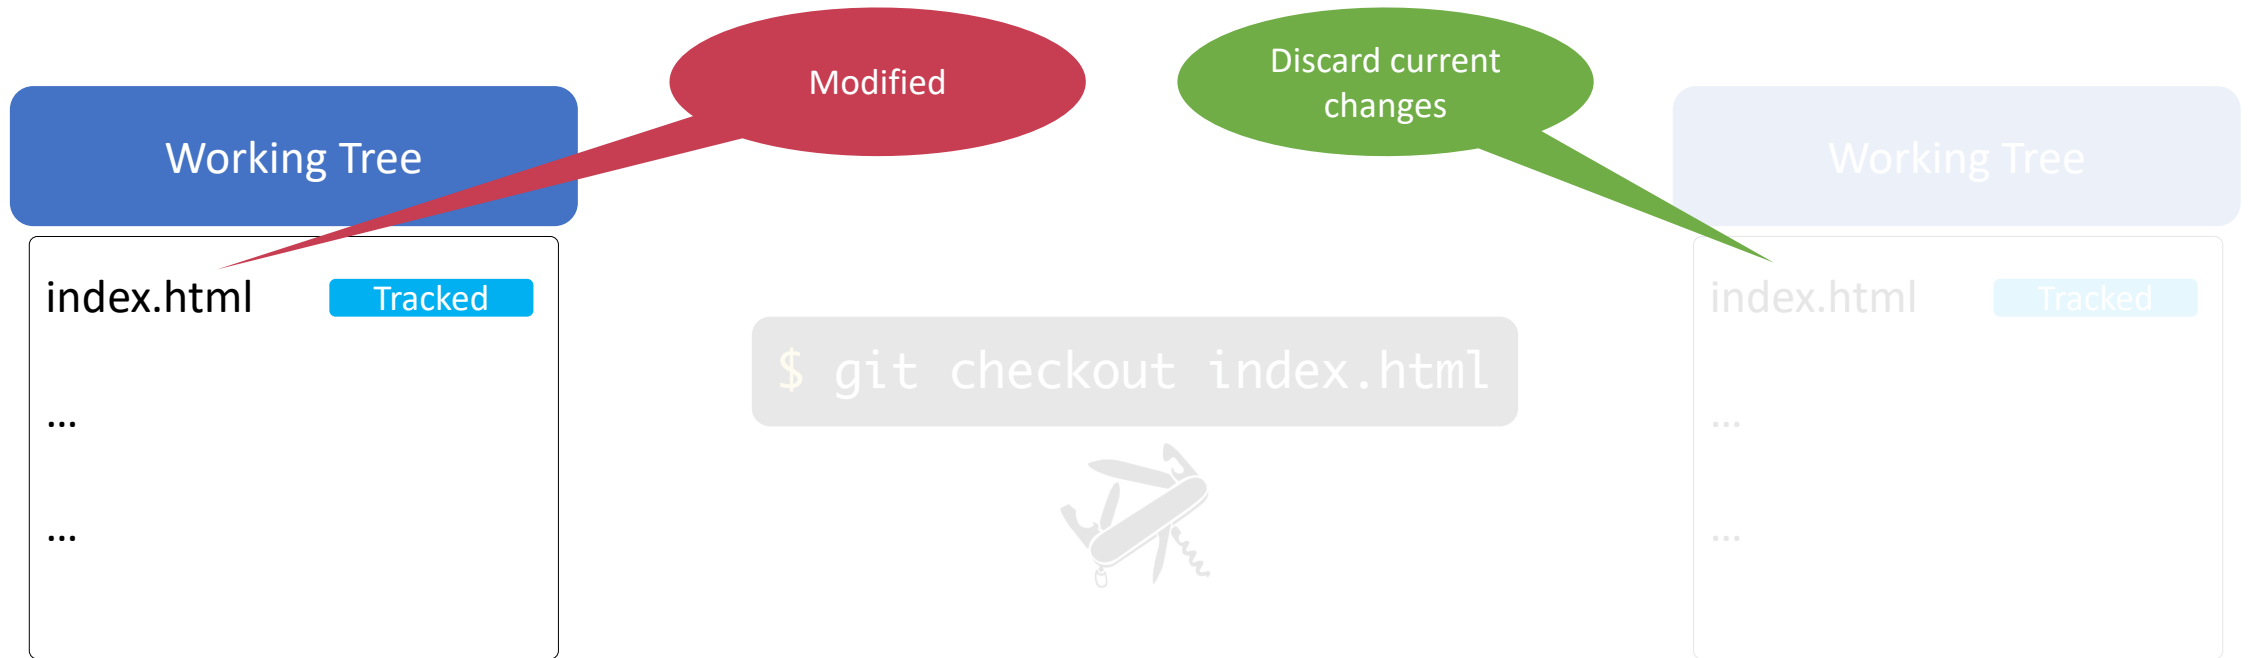 Modified
Discard current
changes
Working Tree
Working Tree
index.html Tracked
index.html Tracked
$ git checkout index.html
...
...
...
...